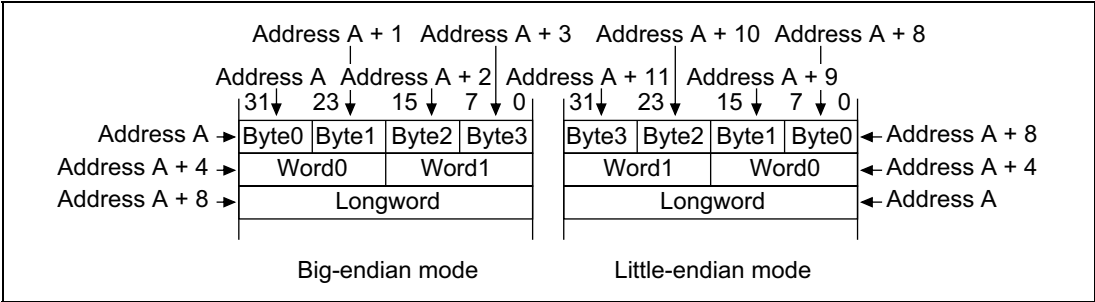 Address A + 1 Address A + 3 Address A + 10 Address A + 8
Address A Address A + 2 Address A + 11 Address A + 9
31 23 15 7 0 31 23 15 7 0
Address A Byte0 Byte1 Byte2 Byte3 Byte3 Byte2 Byte1 Byte0 Address A + 8
Address A + 4 Word0 Word1 Word1 Word0 Address A + 4
Address A + 8 Longword Longword Address A
Big-endian mode Little-endian mode